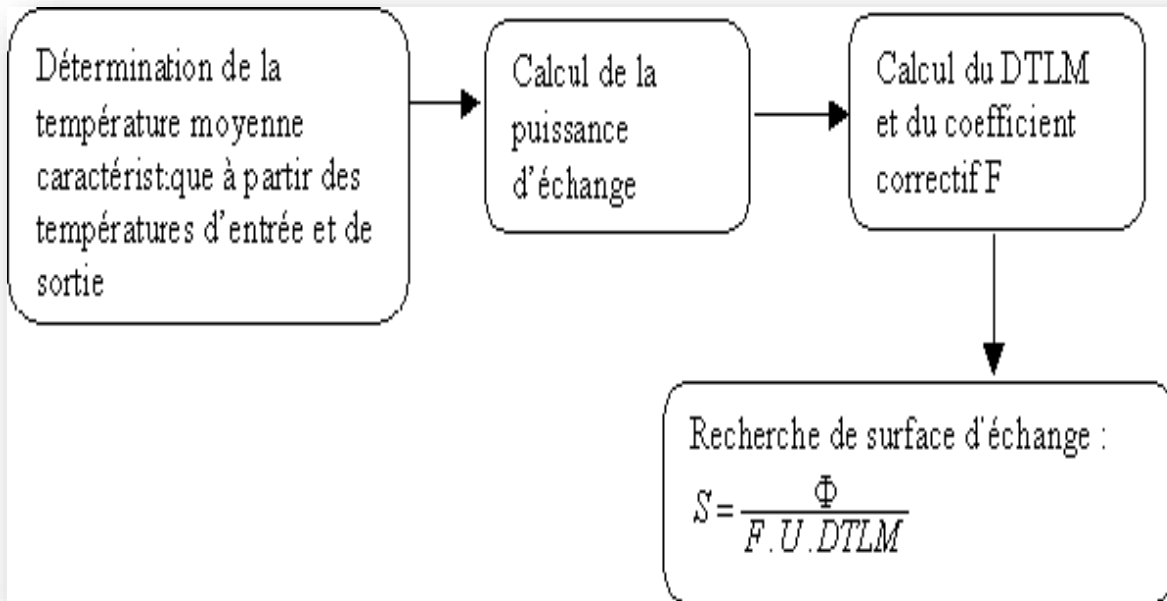 Détermination de la
température moyenne
caractérist:que à partir des
températures d'entrée et de
sortie
Calcul de la
puissance
d'échange
Calcul du DTLM
et du coefficient
correctif F
Recherche de surface d'échange :
S = Φ / F.U.DTLM